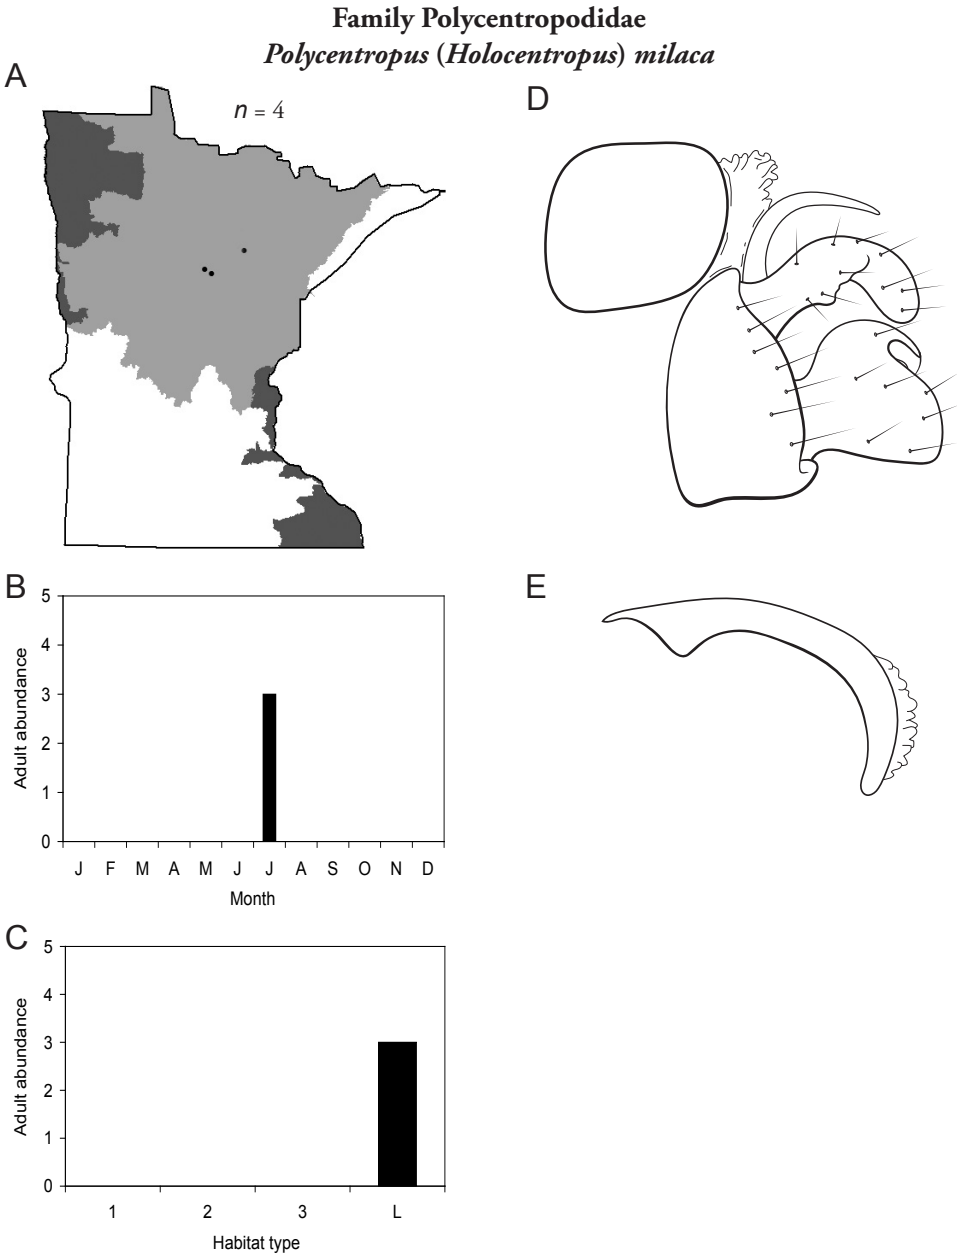 Family Polycentropodidae
Polycentropus (Holocentropus) milaca
A
n = 4
D
B
5
4
3
2
1
0
Adult abundance
J F M A M J J A S O N D
Month
E
C
5
4
3
2
1
0
Adult abundance
1 2 3 L
Habitat type